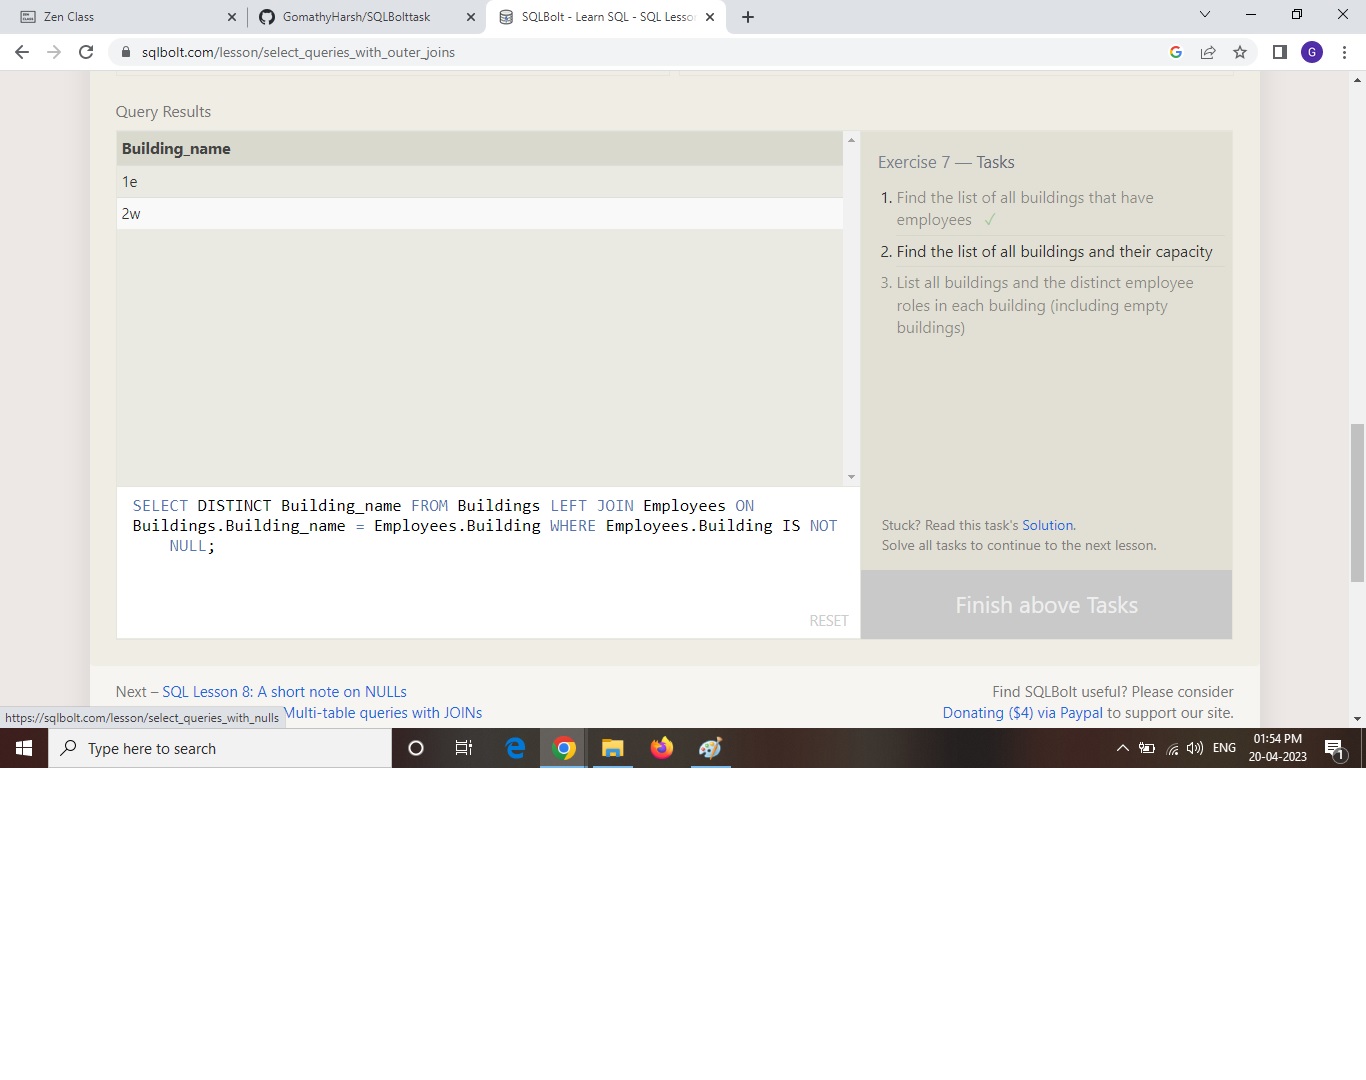 Zen Class
GomathyHarsh/SQLBolttask
SQLBolt - Learn SQL - SQL Lesso
sqlbolt.com/lesson/select_queries_with_outer_joins
G
Query Results
Building_name
1e
2w
Exercise 7 — Tasks
1. Find the list of all buildings that have
employees ✓
2. Find the list of all buildings and their capacity
3. List all buildings and the distinct employee
roles in each building (including empty
buildings)
SELECT DISTINCT Building_name FROM Buildings LEFT JOIN Employees ON
Buildings.Building_name = Employees.Building WHERE Employees.Building IS NOT
NULL;
RESET
Stuck? Read this task's Solution.
Solve all tasks to continue to the next lesson.
Finish above Tasks
Next – SQL Lesson 8: A short note on NULLs
Multi-table queries with JOINs
Find SQLBolt useful? Please consider
Donating ($4) via Paypal to support our site.
https://sqlbolt.com/lesson/select_queries_with_nulls
Type here to search
ENG
01:54 PM
20-04-2023
1